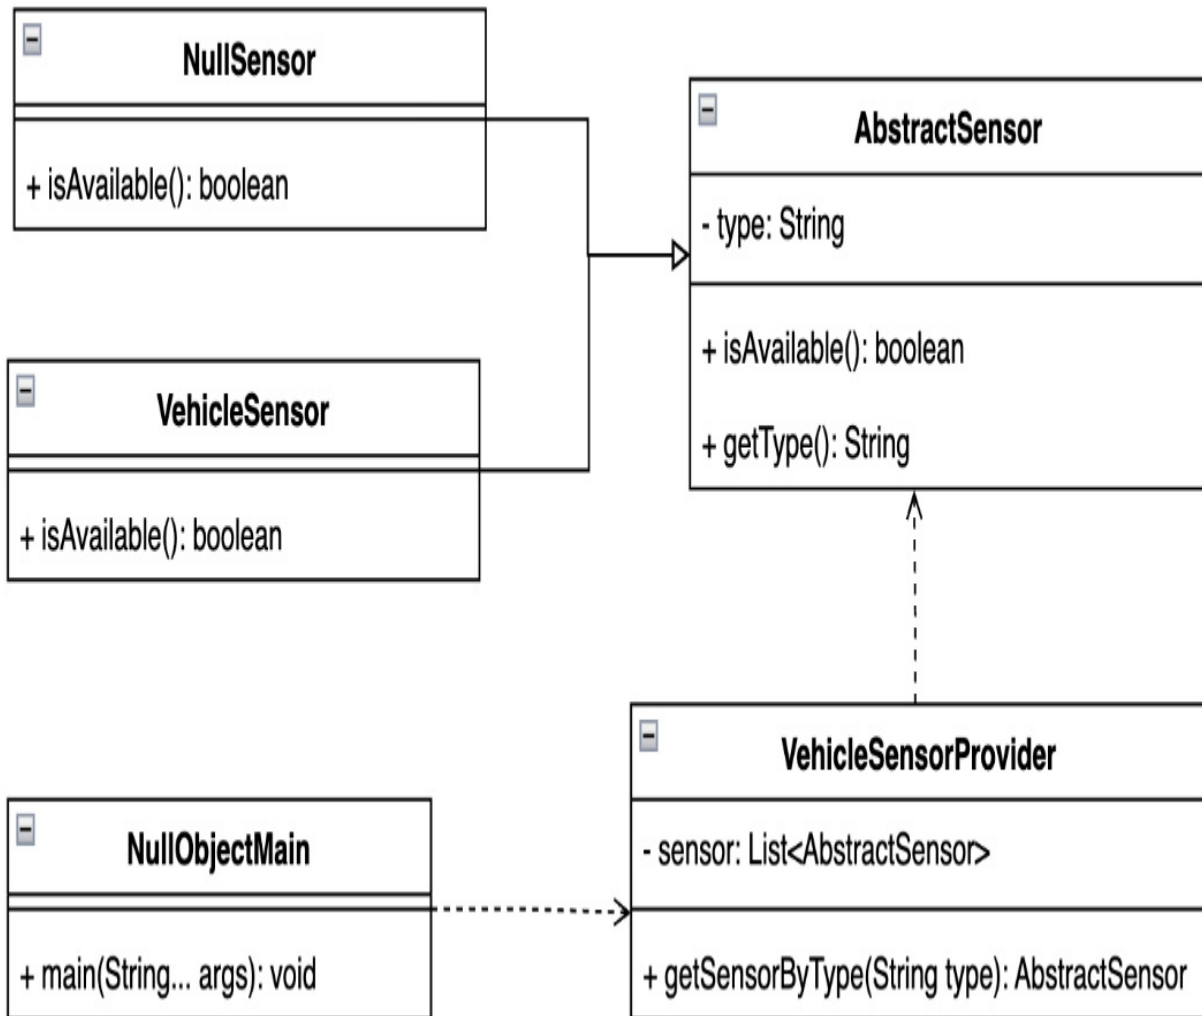 NullSensor
+ isAvailable(): boolean
AbstractSensor
- type: String
+ isAvailable(): boolean
+ getType(): String
VehicleSensor
+ isAvailable(): boolean
VehicleSensorProvider
- sensor: List<AbstractSensor>
+ getSensorByType(String type): AbstractSensor
NullObjectMain
+ main(String... args): void